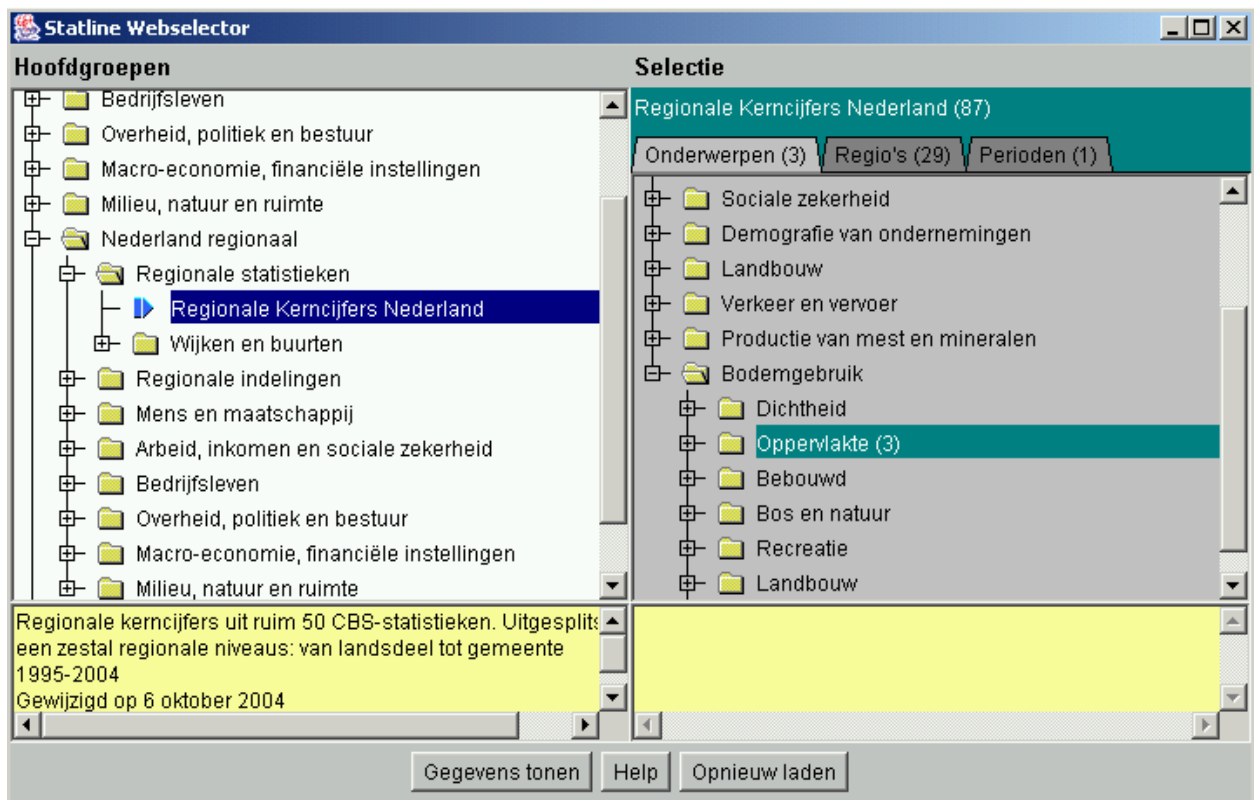 Statline Webselector
Hoofdgroepen
Bedrijfsleven
Overheid, politiek en bestuur
Macro-economie, financiële instellingen
Milieu, natuur en ruimte
Nederland regionaal
Regionale statistieken
Regionale Kerncijfers Nederland
Wijken en buurten
Regionale indelingen
Mens en maatschappij
Arbeid, inkomen en sociale zekerheid
Bedrijfsleven
Overheid, politiek en bestuur
Macro-economie, financiële instellingen
Milieu, natuur en ruimte
Regionale kerncijfers uit ruim 50 CBS-statistieken. Uitgesplits
een zestal regionale niveaus: van landsdeel tot gemeente
1995-2004
Gewijzigd op 6 oktober 2004
Selectie
Regionale Kerncijfers Nederland (87)
Onderwerpen (3) Regio's (29) Perioden (1)
Sociale zekerheid
Demografie van ondernemingen
Landbouw
Verkeer en vervoer
Productie van mest en mineralen
Bodemgebruik
Dichtheid
Oppervlakte (3)
Bebouwd
Bos en natuur
Recreatie
Landbouw
Gegevens tonen Help Opnieuw laden